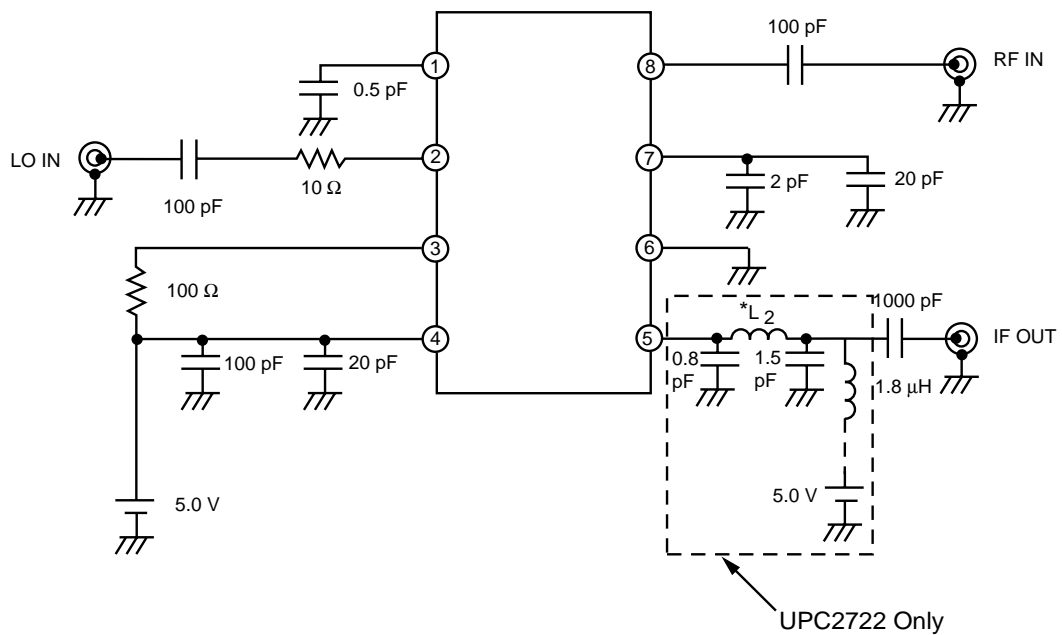 100 pF
1
8
RF IN
0.5 pF
LO IN
2
7
10 Ω
100 pF
2 pF
20 pF
3
6
100 Ω
*L 2
1000 pF
4
5
IF OUT
100 pF
20 pF
0.8
pF
1.5
pF
1.8 μH
5.0 V
5.0 V
UPC2722 Only